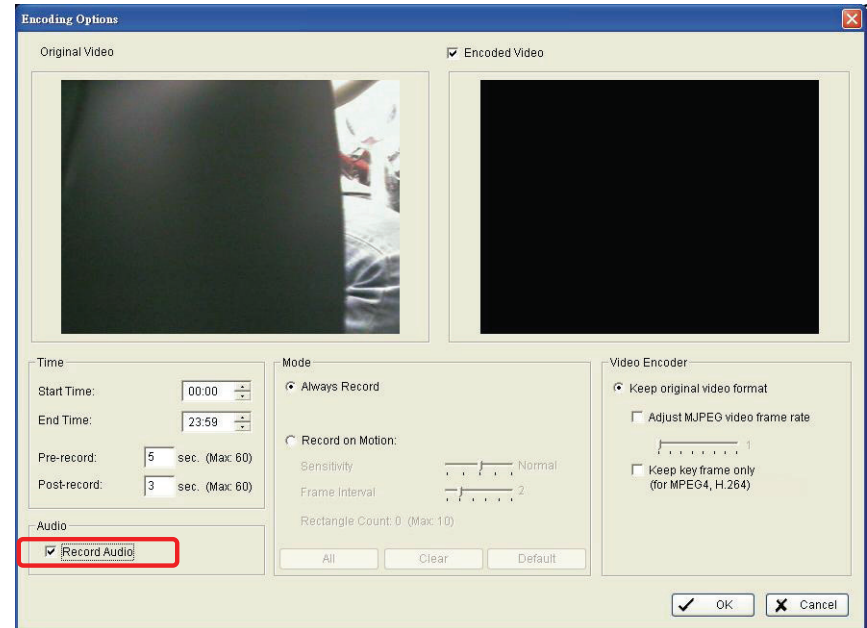 Encoding Options
Original Video
Encoded Video
Time
Start Time: 00:00
End Time: 23:59
Pre-record: 5 sec. (Max: 60)
Post-record: 3 sec. (Max: 60)
Audio
Record Audio
Mode
Always Record
Record on Motion:
Sensitivity Normal
Frame Interval 2
Rectangle Count: 0 (Max: 10)
All Clear Default
Video Encoder
Keep original video format
Adjust MJPEG video frame rate
1
Keep key frame only
(for MPEG4, H.264)
OK Cancel